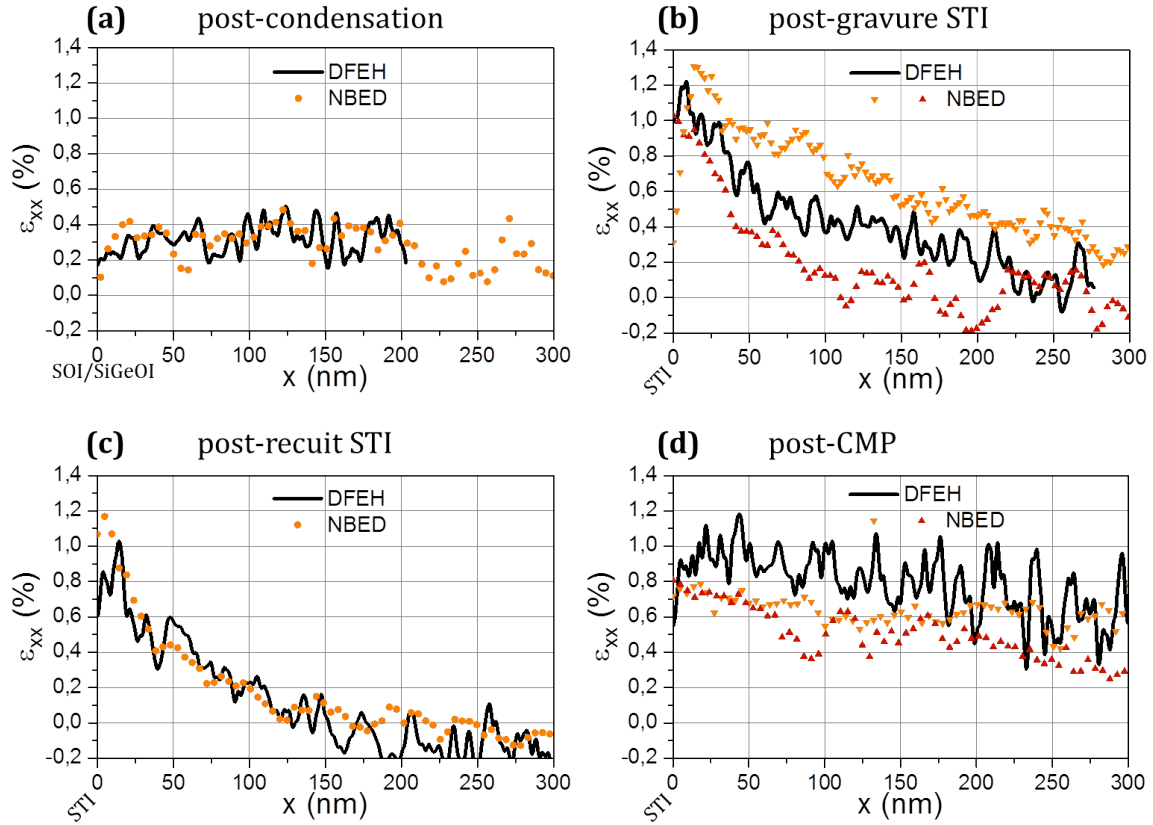 (a) post-condensation
1,4
1,2
1,0
0,8
0,6
0,4
0,2
0,0
-0,2
εxx (%)
DFEH
NBED
0 50 100 150 200 250 300
SOI/SiGeOI
x (nm)
(b) post-gravure STI
1,4
1,2
1,0
0,8
0,6
0,4
0,2
0,0
-0,2
εxx (%)
DFEH
NBED
0 50 100 150 200 250 300
STI
x (nm)
(c) post-recuit STI
1,4
1,2
1,0
0,8
0,6
0,4
0,2
0,0
-0,2
εxx (%)
DFEH
NBED
0 50 100 150 200 250 300
STI
x (nm)
(d) post-CMP
1,4
1,2
1,0
0,8
0,6
0,4
0,2
0,0
-0,2
εxx (%)
DFEH
NBED
0 50 100 150 200 250 300
STI
x (nm)